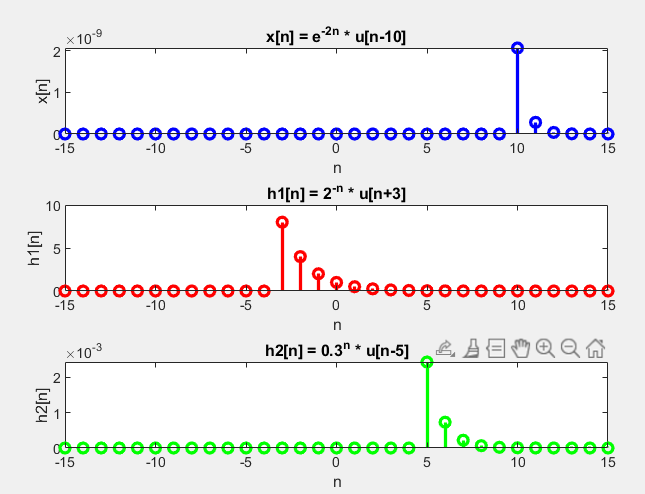 ×10⁻⁹
x[n] = e⁻²ⁿ * u[n-10]
2
1
0
x[n]
-15 -10 -5 0 5 10 15
n
h1[n] = 2⁻ⁿ * u[n+3]
10
5
0
h1[n]
-15 -10 -5 0 5 10 15
n
×10⁻³
h2[n] = 0.3ⁿ * u[n-5]
2
1
0
h2[n]
-15 -10 -5 0 5 10 15
n